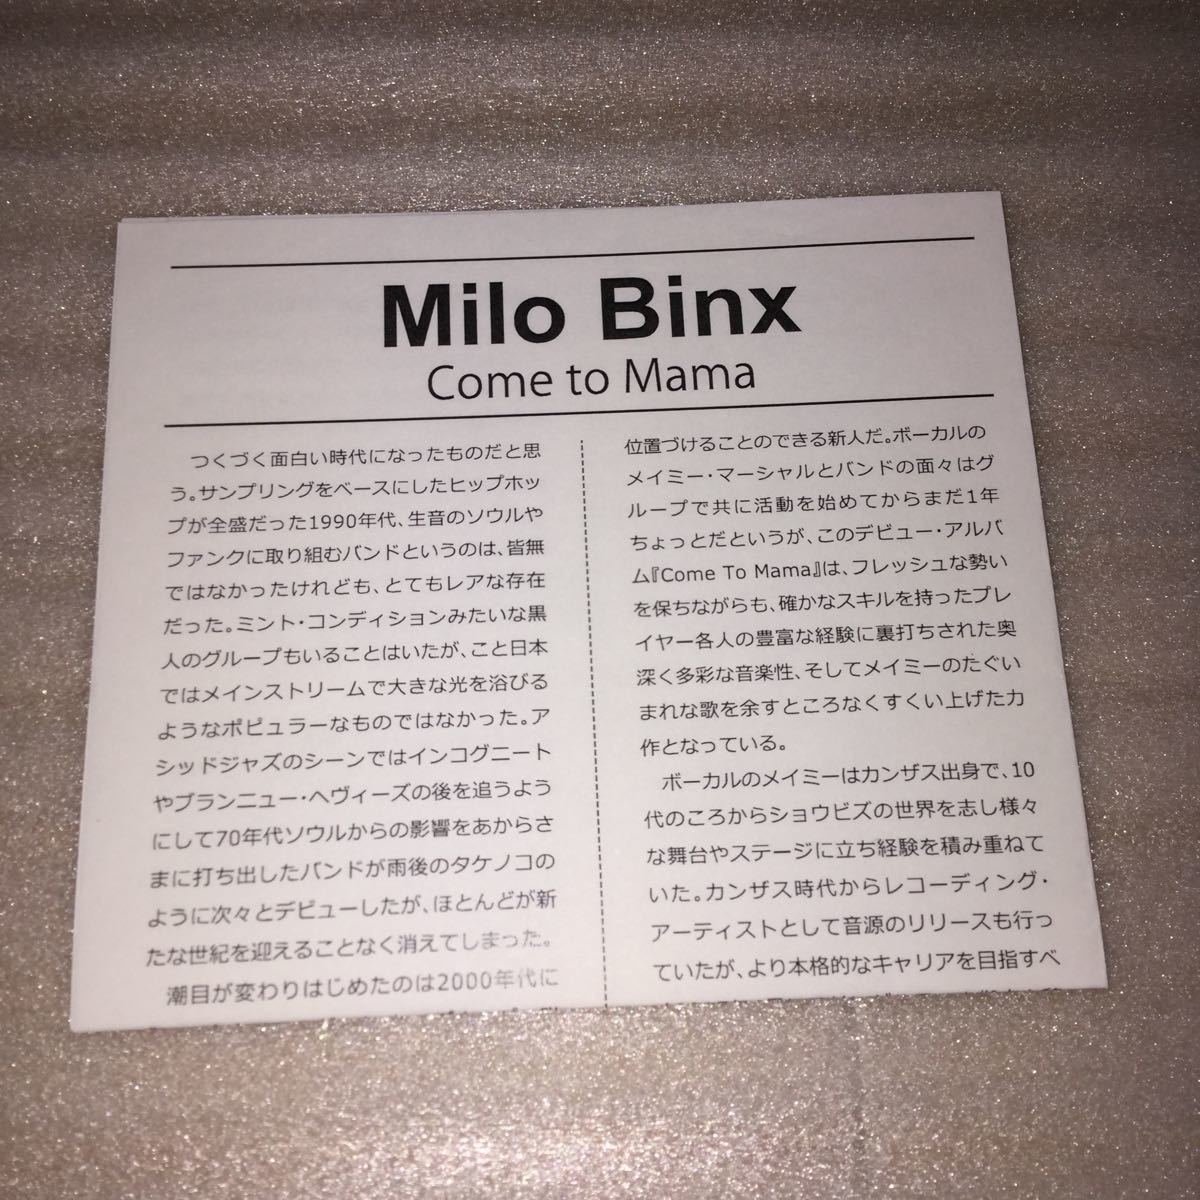 Milo Binx
Come to Mama
つくづく面白い時代になったものだと思
う。サンプリングをベースにしたヒップホッ
プが全盛だった1990年代、生音のソウルや
ファンクに取り組むバンドというのは、皆無
ではなかったけれども、とてもレアな存在
だった。ミント・コンディションみたいな黒
人のグループもいることはいたが、こと日本
ではメインストリームで大きな光を浴びる
ようなポピュラーなものではなかった。ア
シッドジャズのシーンではインコグニート
やブランニュー・ヘヴィーズの後を追うよう
にして70年代ソウルからの影響をあからさ
まに打ち出したバンドが雨後のタケノコの
ように次々とデビューしたが、ほとんどが新
たな世紀を迎えることなく消えてしまった。
潮目が変わりはじめたのは2000年代に
位置づけることのできる新人だ。ボーカルの
メイミー・マーシャルとバンドの面々はグ
ループで共に活動を始めてからまだ1年
ちょっとだというが、このデビュー・アルバ
ム『Come To Mama』は、フレッシュな勢い
を保ちながらも、確かなスキルを持ったプレ
イヤー各人の豊富な経験に裏打ちされた奥
深く多彩な音楽性、そしてメイミーのたぐい
まれな歌を余すところなくすくい上げた力
作となっている。
ボーカルのメイミーはカンザス出身で、10
代のころからショウビズの世界を志し様々
な舞台やステージに立ち経験を積み重ねて
いた。カンザス時代からレコーディング・
アーティストとして音源のリリースも行っ
ていたが、より本格的なキャリアを目指すべ